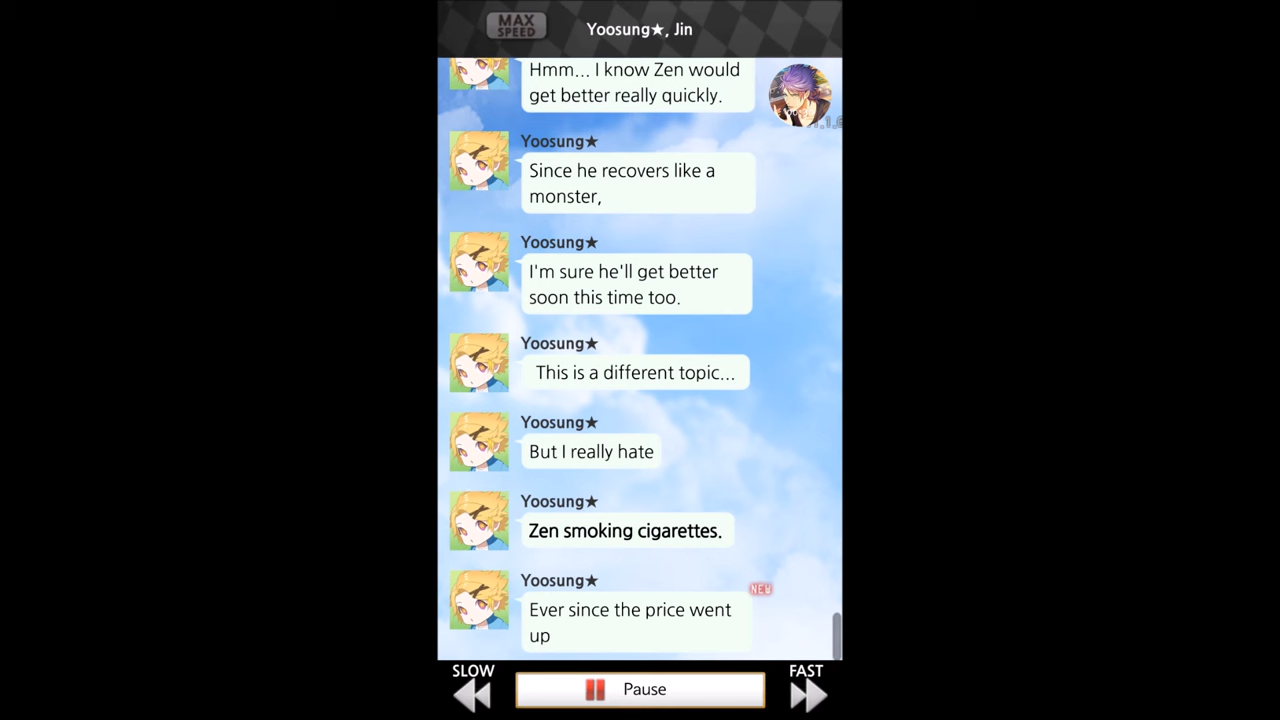 MAX
SPEED
Yoosung★, Jin
Hmm... I know Zen would
get better really quickly.
Yoosung★
Since he recovers like a
monster,
Yoosung★
I'm sure he'll get better
soon this time too.
Yoosung★
This is a different topic...
Yoosung★
But I really hate
Yoosung★
Zen smoking cigarettes.
Yoosung★
NEW
Ever since the price went
up
SLOW
FAST
Pause